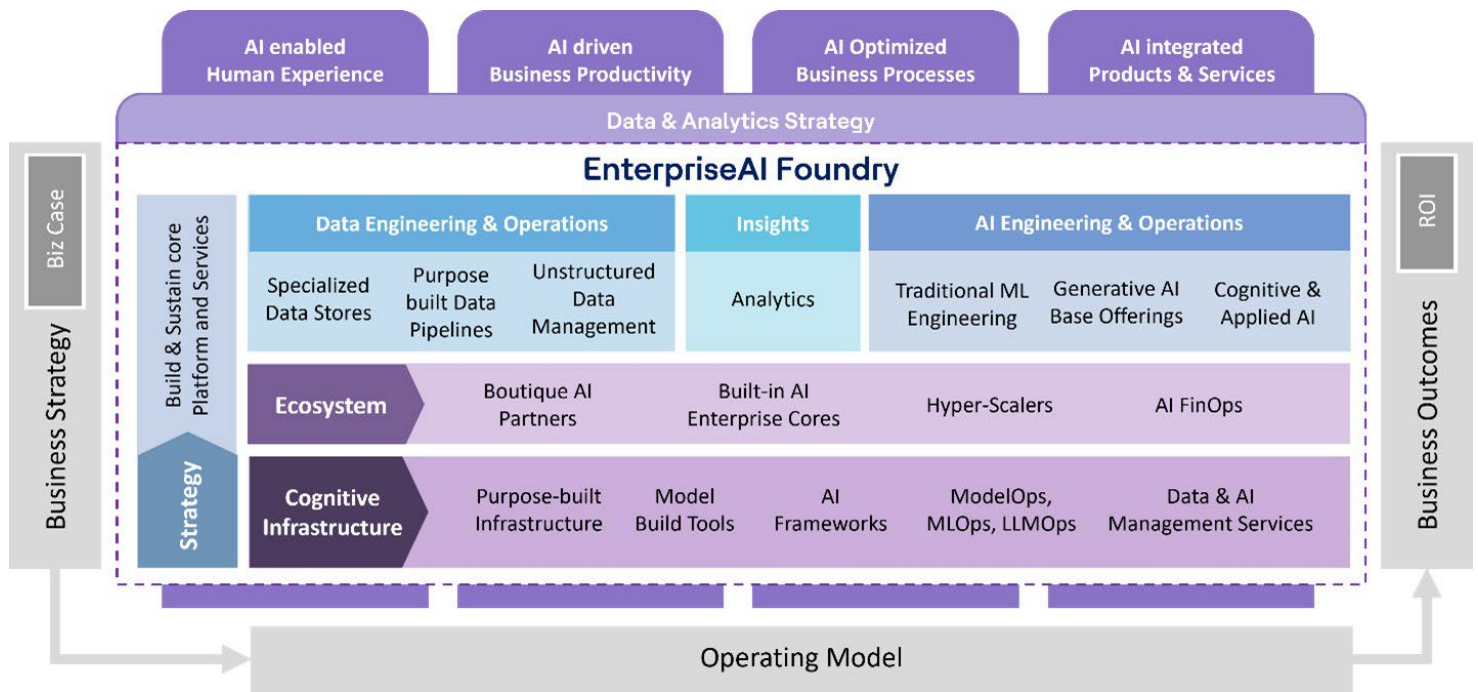 AI enabled
Human Experience
AI driven
Business Productivity
AI Optimized
Business Processes
AI integrated
Products & Services
Data & Analytics Strategy
EnterpriseAI Foundry
Biz Case
Business Strategy
Build & Sustain core
Platform and Services
Strategy
Data Engineering & Operations
Specialized
Data Stores
Purpose
built Data
Pipelines
Unstructured
Data
Management
Insights
Analytics
AI Engineering & Operations
Traditional ML
Engineering
Generative AI
Base Offerings
Cognitive &
Applied AI
Ecosystem
Boutique AI
Partners
Built-in AI
Enterprise Cores
Hyper-Scalers
AI FinOps
Cognitive
Infrastructure
Purpose-built
Infrastructure
Model
Build Tools
AI
Frameworks
ModelOps,
MLOps, LLMOps
Data & AI
Management Services
ROI
Business Outcomes
Operating Model